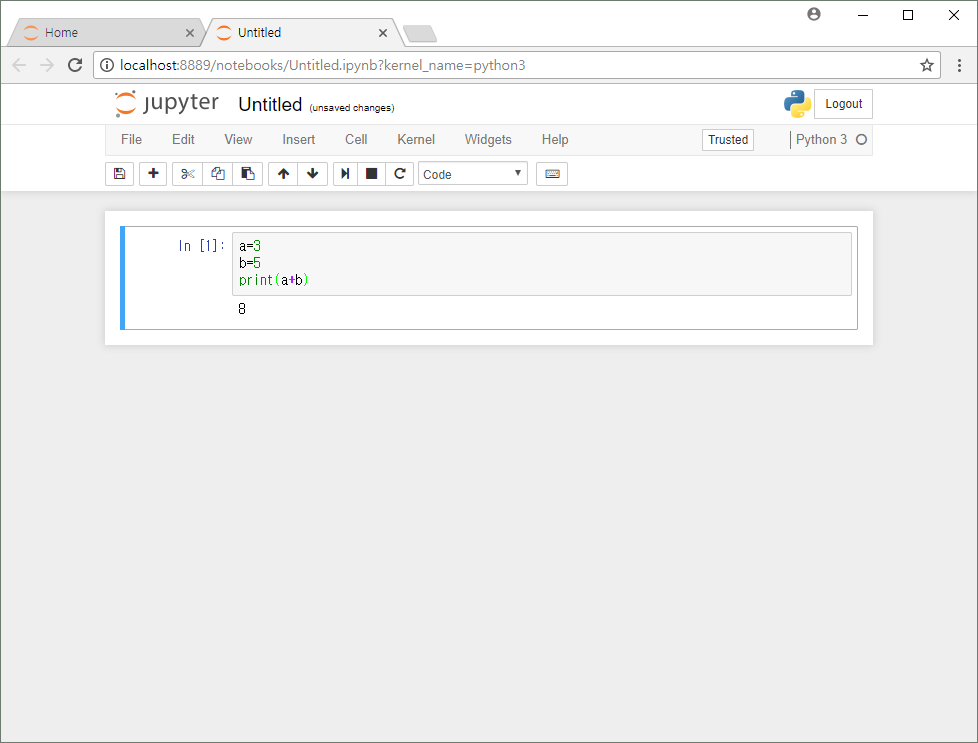 Home
Untitled
localhost:8889/notebooks/Untitled.ipynb?kernel_name=python3
jupyter Untitled (unsaved changes)
Logout
File Edit View Insert Cell Kernel Widgets Help
Trusted
Python 3
Code
In [1]:
a=3
b=5
print(a+b)
8